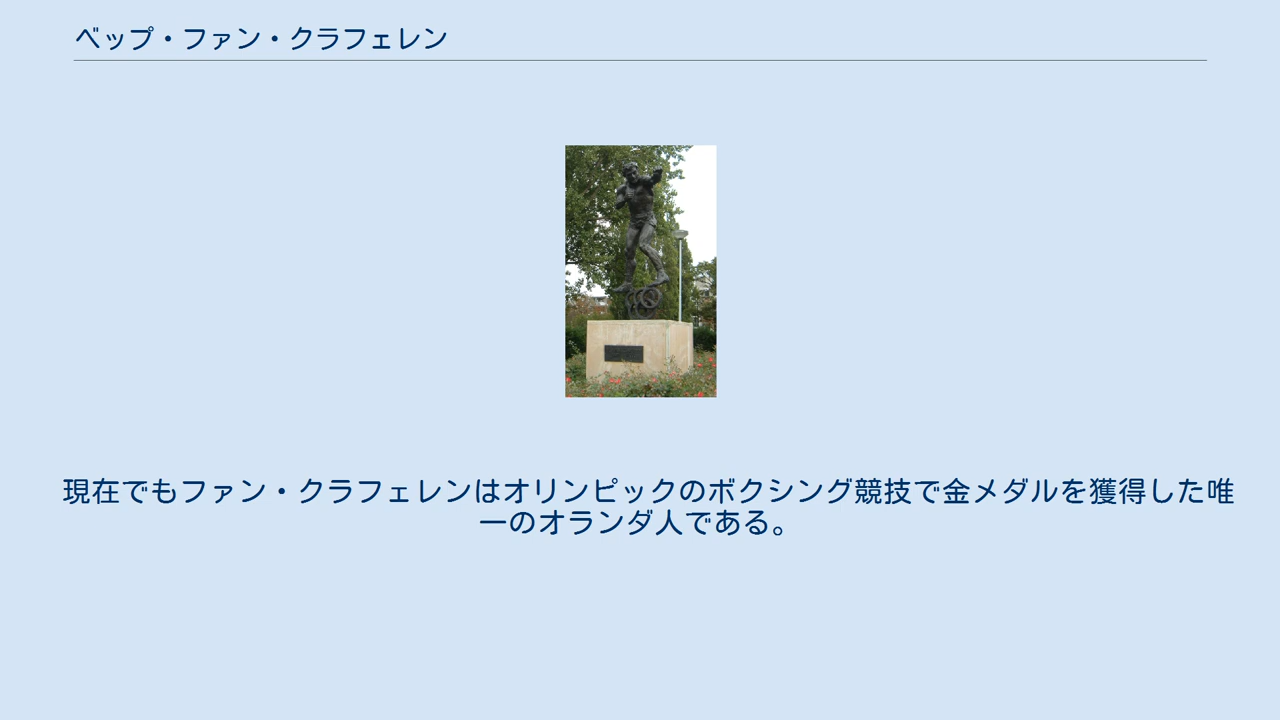 ベップ・ファン・クラフェレン
現在でもファン・クラフェレンはオリンピックのボクシング競技で金メダルを獲得した唯
一のオランダ人である。